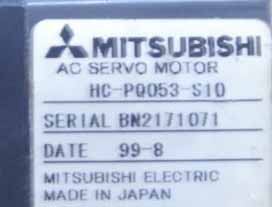 MITSUBISHI
AC SERVO MOTOR
HC-PQ053-S10
SERIAL BN2171071
DATE 99-8
MITSUBISHI ELECTRIC
MADE IN JAPAN